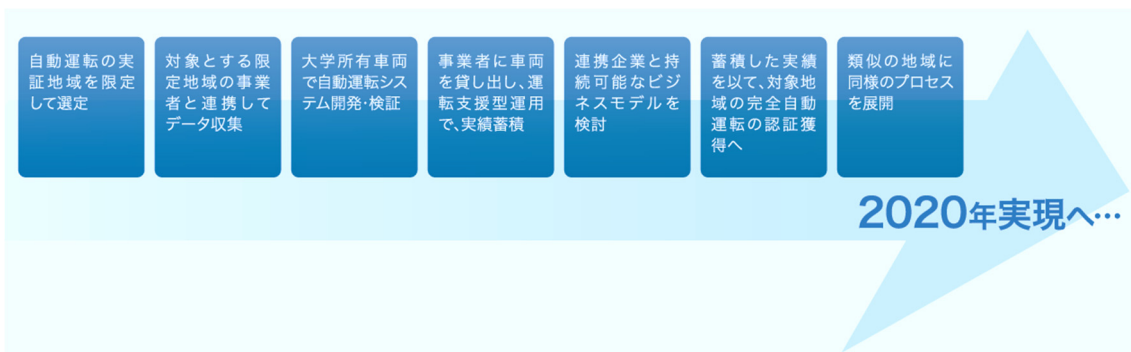 自動運転の実
証地域を限定
して選定
対象とする限
定地域の事業
者と連携して
データ収集
大学所有車両
で自動運転シス
テム開発・検証
事業者に車両
を貸し出し、運
転支援型運用
で、実績蓄積
連携企業と持
続可能なビジ
ネスモデルを
検討
蓄積した実績
を以て、対象地
域の完全自動
運転の認証獲
得へ
類似の地域に
同様のプロセス
を展開
2020年実現へ…